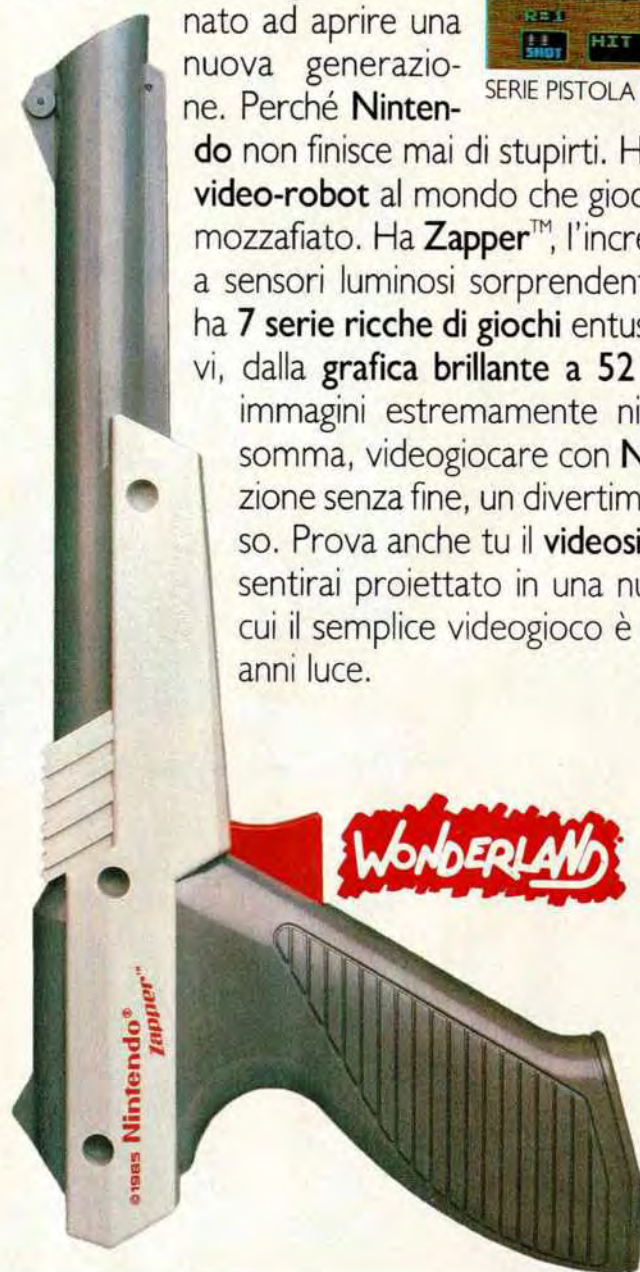 nato ad aprire una
nuova generazio-
ne. Perché Ninten-
do non finisce mai di stupirti. H
video-robot al mondo che gioc
mozzafiato. Ha Zapper™, l'incre
a sensori luminosi sorprendent
ha 7 serie ricche di giochi entus
vi, dalla grafica brillante a 52
immagini estremamente ni
somma, videogiocare con N
zione senza fine, un divertim
so. Prova anche tu il videosi
sentirai proiettato in una nu
cui il semplice videogioco è
anni luce.
R=1
SHOT
HIT
SERIE PISTOLA
WONDERLAND
©1985 Nintendo®
Zapper™